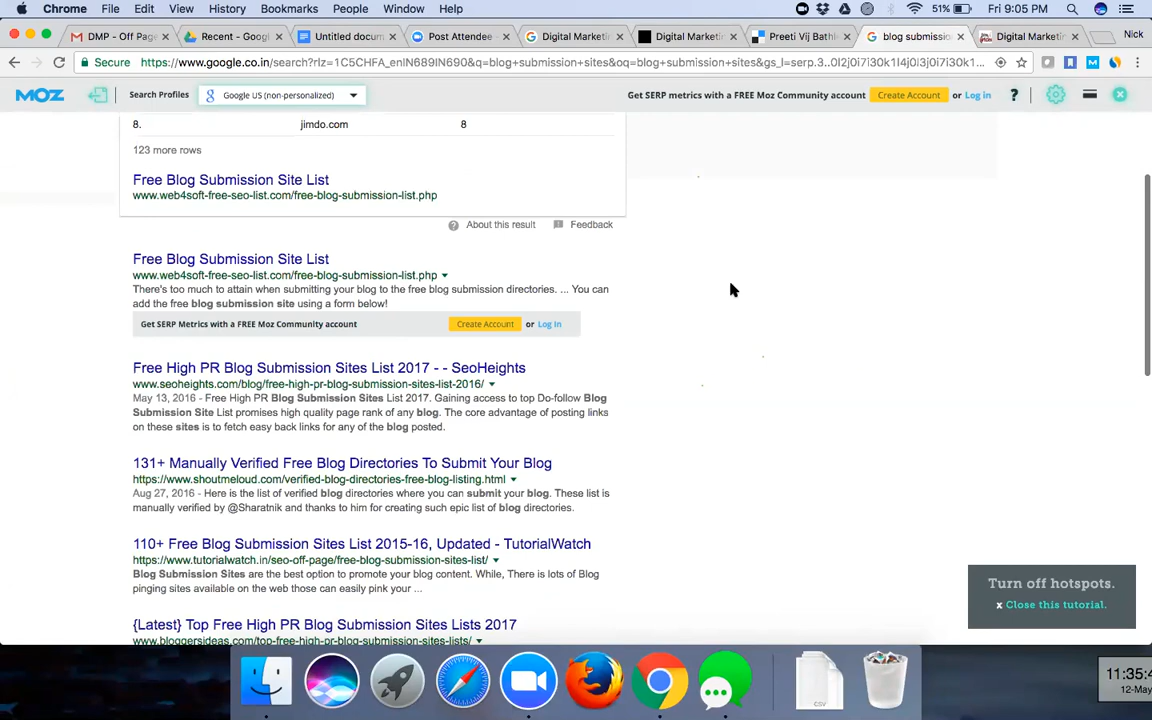 Chrome File Edit View History Bookmarks People Window Help 51% Fri 9:05 PM
DMP - Off Page Recent - Googl Untitled docum Post Attendee - Digital Marketin Digital Marketin Preeti Vij Bathl blog submissio Digital Marketin Nick
Secure https://www.google.co.in/search?rlz=1C5CHFA_enIN689IN690&q=blog+submission+sites&oq=blog+submission+sites&gs_l=serp.3..0l2j0i7i30k1l4j0l3j0i7i30k1...
MOZ Search Profiles Google US (non-personalized) Get SERP metrics with a FREE Moz Community account Create Account or Log in ?
8. jimdo.com 8
123 more rows
Free Blog Submission Site List
www.web4soft-free-seo-list.com/free-blog-submission-list.php
About this result Feedback
Free Blog Submission Site List
www.web4soft-free-seo-list.com/free-blog-submission-list.php
There's too much to attain when submitting your blog to the free blog submission directories. ... You can
add the free blog submission site using a form below!
Get SERP Metrics with a FREE Moz Community account Create Account or Log In
Free High PR Blog Submission Sites List 2017 - - SeoHeights
www.seoheights.com/blog/free-high-pr-blog-submission-sites-list-2016/
May 13, 2016 - Free High PR Blog Submission Sites List 2017. Gaining access to top Do-follow Blog
Submission Site List promises high quality page rank of any blog. The core advantage of posting links
on these sites is to fetch easy back links for any of the blog posted.
131+ Manually Verified Free Blog Directories To Submit Your Blog
https://www.shoutmeloud.com/verified-blog-directories-free-blog-listing.html
Aug 27, 2016 - Here is the list of verified blog directories where you can submit your blog. These list is
manually verified by @Sharatnik and thanks to him for creating such epic list of blog directories.
110+ Free Blog Submission Sites List 2015-16, Updated - TutorialWatch
https://www.tutorialwatch.in/seo-off-page/free-blog-submission-sites-list/
Blog Submission Sites are the best option to promote your blog content. While, There is lots of Blog
pinging sites available on the web those can easily pink your ...
Turn off hotspots.
x Close this tutorial.
{Latest} Top Free High PR Blog Submission Sites Lists 2017
www.bloggersideas.com/top-free-high-pr-blog-submission-sites-lists/
CSV
11:35:4
12-May